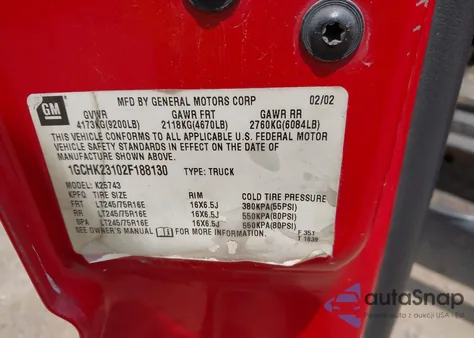 GM
MFD BY GENERAL MOTORS CORP 02/02
GVWR GAWR FRT GAWR RR
4173KG(9200LB) 2118KG(4670LB) 2760KG(6084LB)
THIS VEHICLE CONFORMS TO ALL APPLICABLE U.S. FEDERAL MOTOR
VEHICLE SAFETY STANDARDS IN EFFECT ON THE DATE OF
MANUFACTURE SHOWN ABOVE.
1GCHK23102F188130 TYPE: TRUCK
MODEL: K25743
KPFQ TIRE SIZE RIM COLD TIRE PRESSURE
FRT LT245/75R16E 16X6.5J 380KPA(55PSI)
RR LT245/75R16E 16X6.5J 550KPA(80PSI)
SPA LT245/75R16E 16X6.5J 550KPA(80PSI)
SEE OWNER'S MANUAL FOR MORE INFORMATION. F 351
T 1639
autoSnap